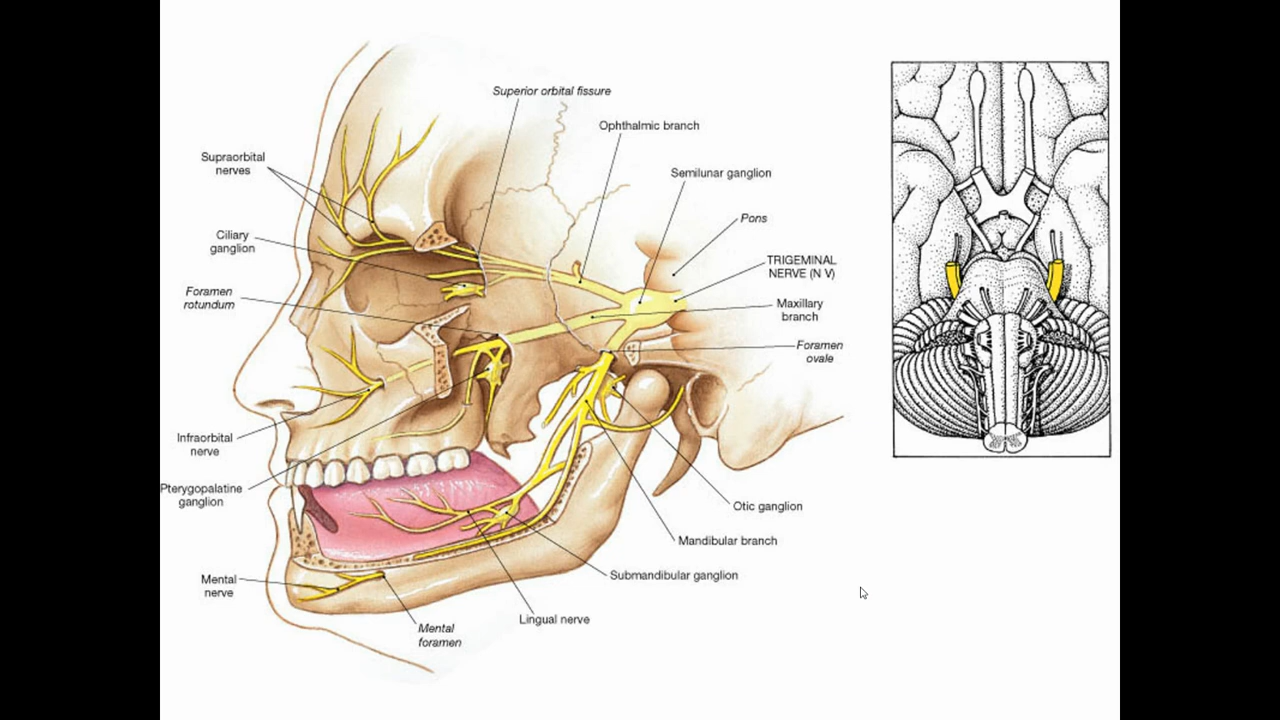 Superior orbital fissure
Ophthalmic branch
Supraorbital
nerves
Semilunar ganglion
Pons
Ciliary
ganglion
TRIGEMINAL
NERVE (N V)
Foramen
rotundum
Maxillary
branch
Foramen
ovale
Infraorbital
nerve
Pterygopalatine
ganglion
Otic ganglion
Mandibular branch
Submandibular ganglion
Mental
nerve
Lingual nerve
Mental
foramen